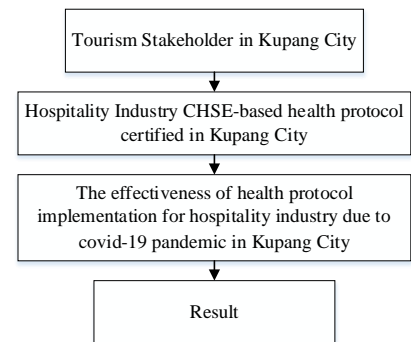 Tourism Stakeholder in Kupang City
Hospitality Industry CHSE-based health protocol
certified in Kupang City
The effectiveness of health protocol
implementation for hospitality industry due to
covid-19 pandemic in Kupang City
Result